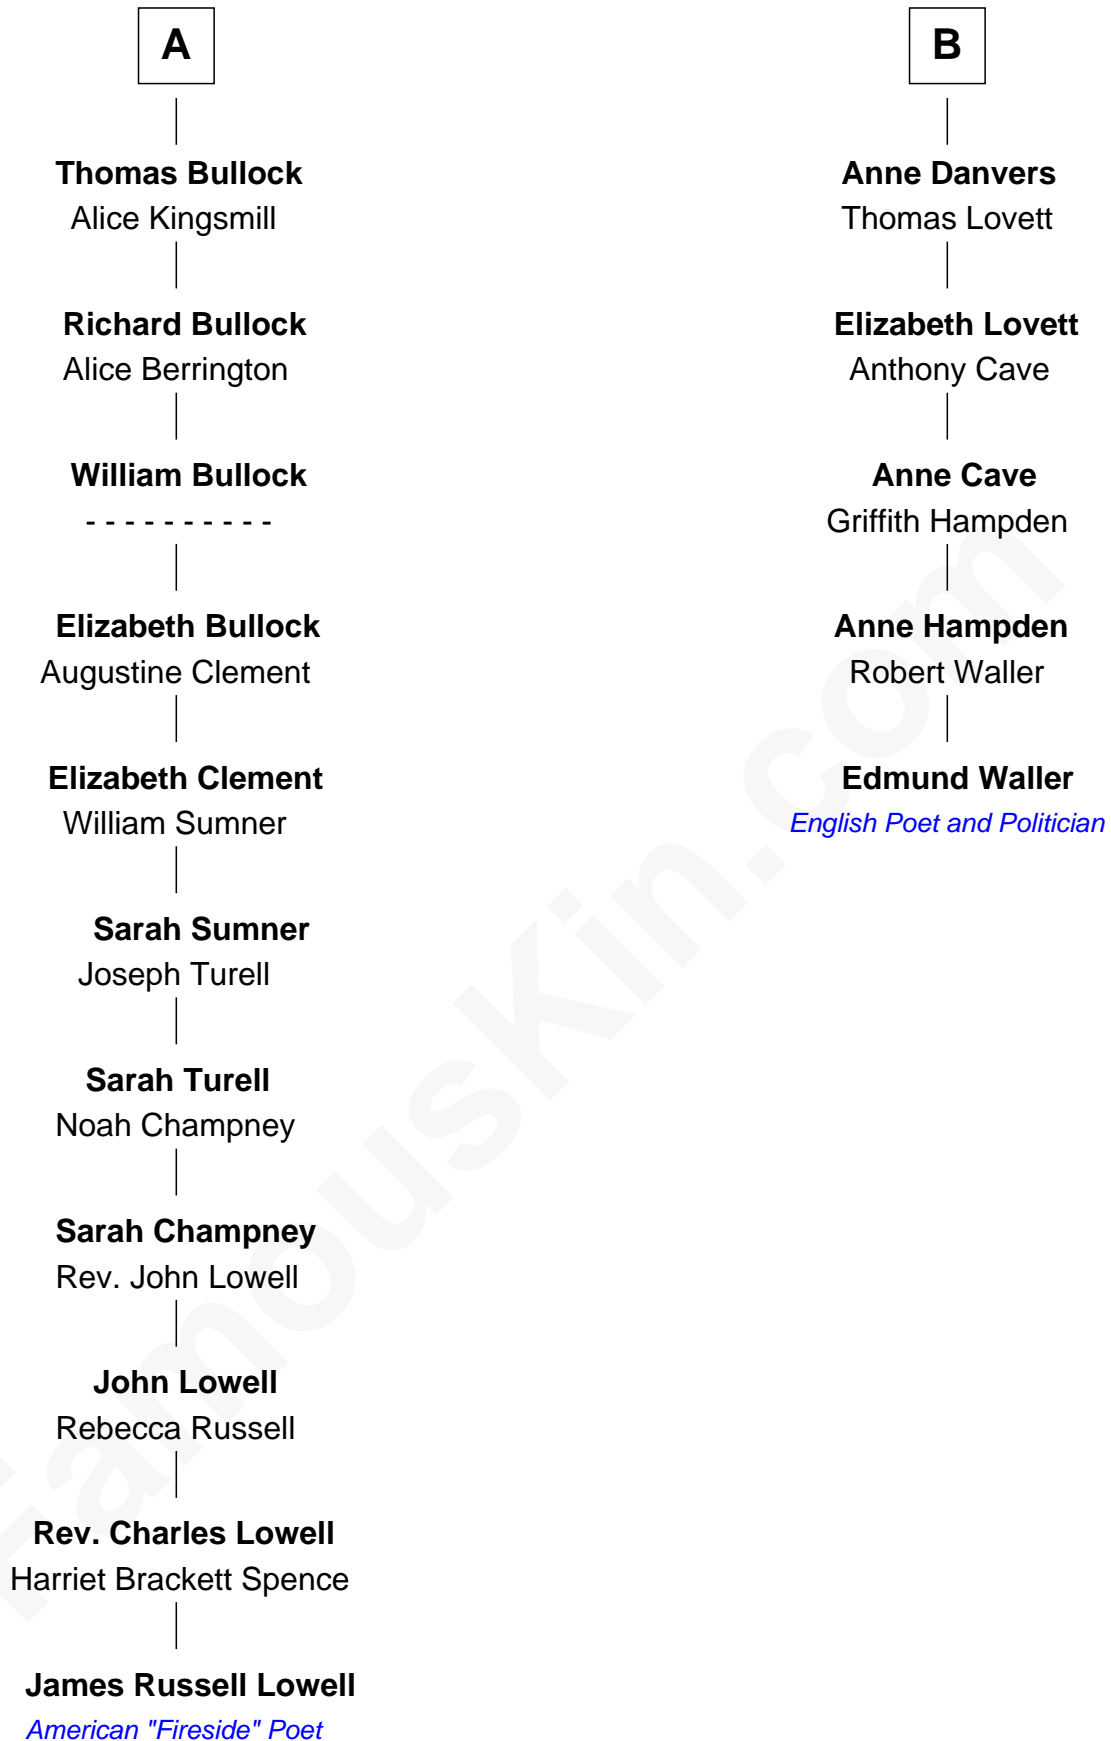 A
Thomas Bullock
Alice Kingsmill
Richard Bullock
Alice Berrington
William Bullock
- - - - - - - - - -
Elizabeth Bullock
Augustine Clement
Elizabeth Clement
William Sumner
Sarah Sumner
Joseph Turell
Sarah Turell
Noah Champney
Sarah Champney
Rev. John Lowell
John Lowell
Rebecca Russell
Rev. Charles Lowell
Harriet Brackett Spence
James Russell Lowell
American "Fireside" Poet
B
Anne Danvers
Thomas Lovett
Elizabeth Lovett
Anthony Cave
Anne Cave
Griffith Hampden
Anne Hampden
Robert Waller
Edmund Waller
English Poet and Politician
FamousKin.com